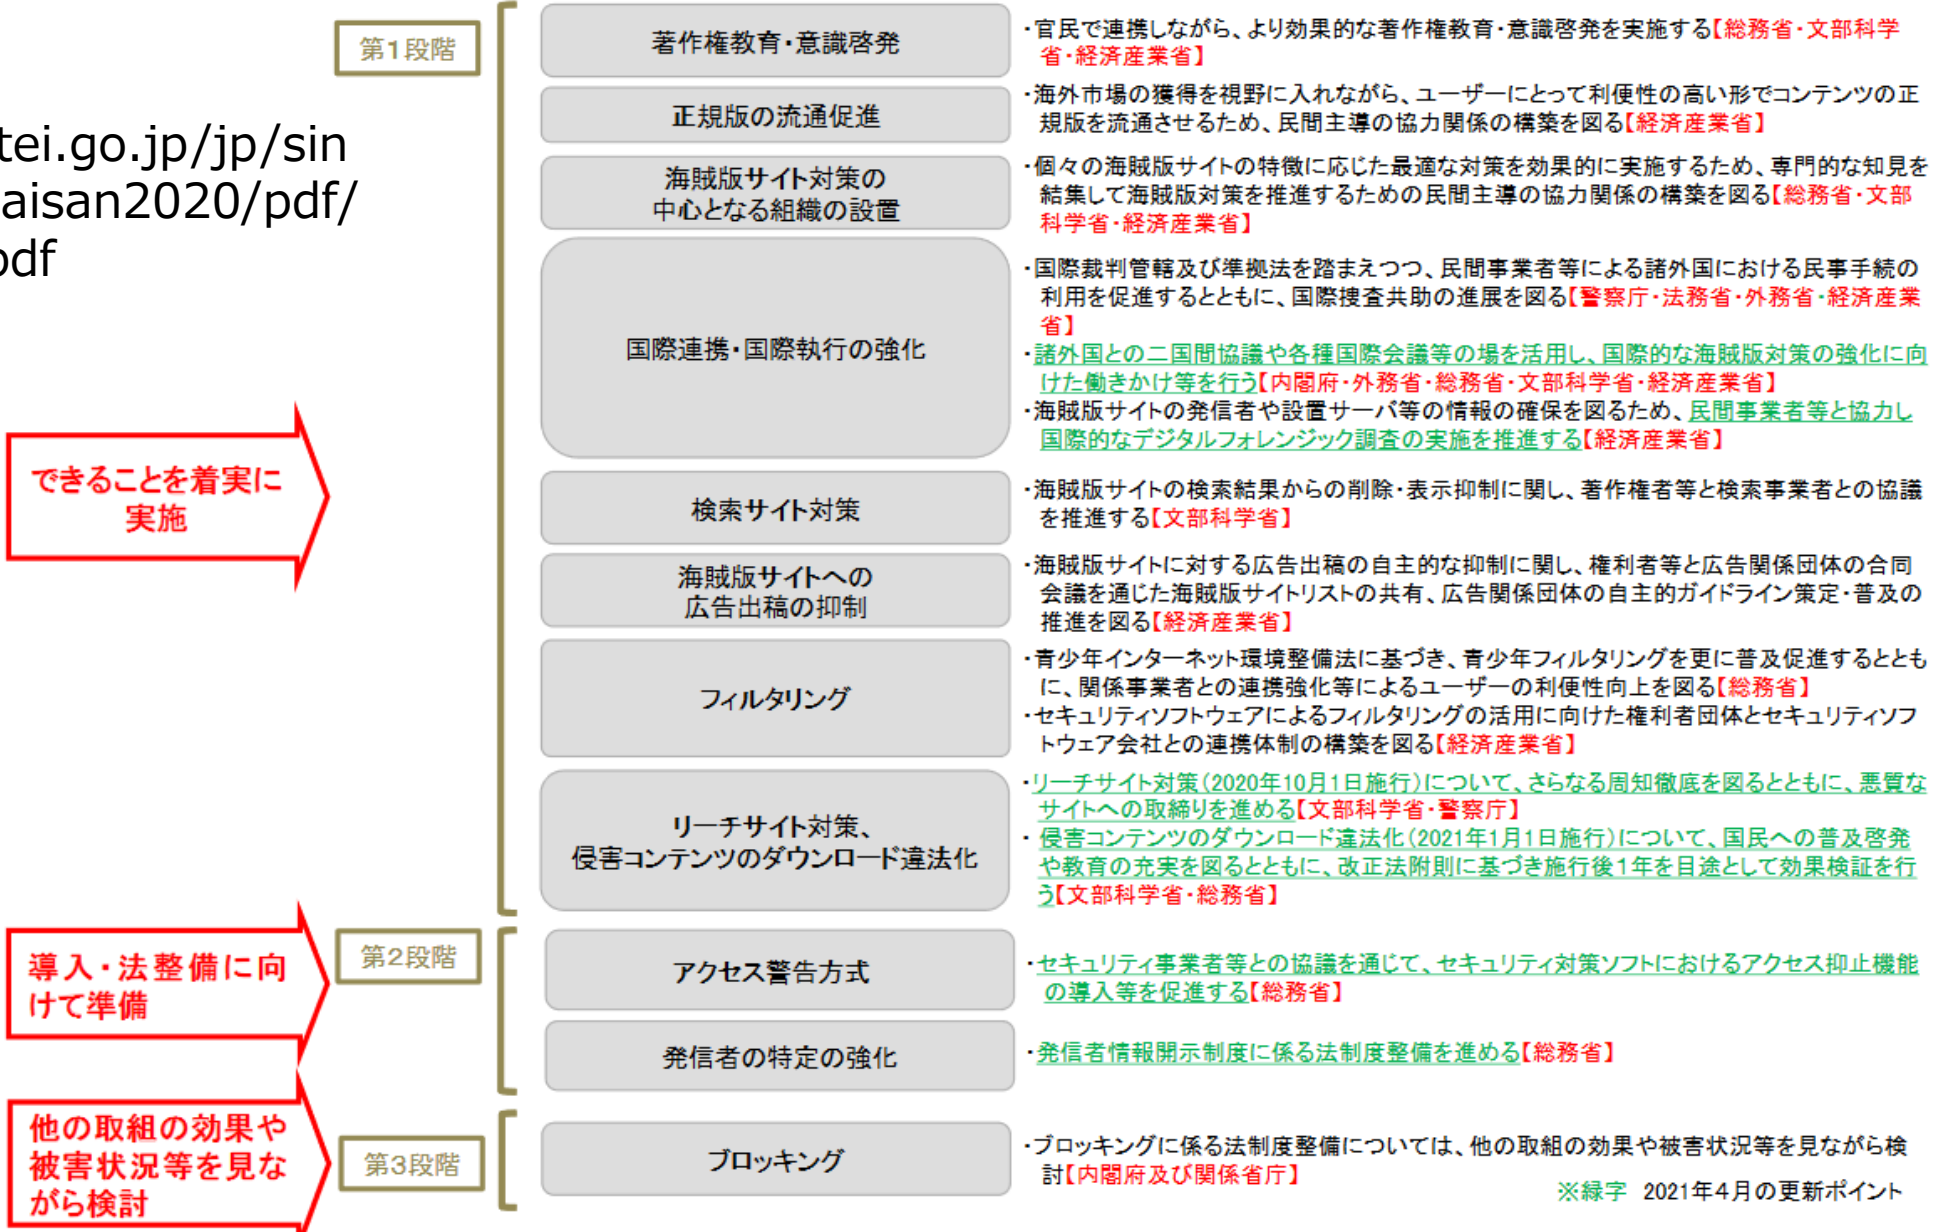 tei.go.jp/jp/sin
aisan2020/pdf/
pdf
できることを着実に
実施
導入・法整備に向
けて準備
他の取組の効果や
被害状況等を見な
がら検討
第1段階
著作権教育・意識啓発
・官民で連携しながら、より効果的な著作権教育・意識啓発を実施する【総務省・文部科学
省・経済産業省】
正規版の流通促進
・海外市場の獲得を視野に入れながら、ユーザーにとって利便性の高い形でコンテンツの正
規版を流通させるため、民間主導の協力関係の構築を図る【経済産業省】
海賊版サイト対策の
中心となる組織の設置
・個々の海賊版サイトの特徴に応じた最適な対策を効果的に実施するため、専門的な知見を
結集して海賊版対策を推進するための民間主導の協力関係の構築を図る【総務省・文部
科学省・経済産業省】
国際連携・国際執行の強化
・国際裁判管轄及び準拠法を踏まえつつ、民間事業者等による諸外国における民事手続の
利用を促進するとともに、国際捜査共助の進展を図る【警察庁・法務省・外務省・経済産業
省】
・諸外国との二国間協議や各種国際会議等の場を活用し、国際的な海賊版対策の強化に向
けた働きかけ等を行う【内閣府・外務省・総務省・文部科学省・経済産業省】
・海賊版サイトの発信者や設置サーバ等の情報の確保を図るため、民間事業者等と協力し
国際的なデジタルフォレンジック調査の実施を推進する【経済産業省】
検索サイト対策
・海賊版サイトの検索結果からの削除・表示抑制に関し、著作権者等と検索事業者との協議
を推進する【文部科学省】
海賊版サイトへの
広告出稿の抑制
・海賊版サイトに対する広告出稿の自主的な抑制に関し、権利者等と広告関係団体の合同
会議を通じた海賊版サイトリストの共有、広告関係団体の自主的ガイドライン策定・普及の
推進を図る【経済産業省】
フィルタリング
・青少年インターネット環境整備法に基づき、青少年フィルタリングを更に普及促進するととも
に、関係事業者との連携強化等によるユーザーの利便性向上を図る【総務省】
・セキュリティソフトウェアによるフィルタリングの活用に向けた権利者団体とセキュリティソフ
トウェア会社との連携体制の構築を図る【経済産業省】
リーチサイト対策、
侵害コンテンツのダウンロード違法化
・リーチサイト対策（2020年10月1日施行）について、さらなる周知徹底を図るとともに、悪質な
サイトへの取締りを進める【文部科学省・警察庁】
・侵害コンテンツのダウンロード違法化（2021年1月1日施行）について、国民への普及啓発
や教育の充実を図るとともに、改正法附則に基づき施行後1年を目途として効果検証を行
う【文部科学省・総務省】
第2段階
アクセス警告方式
・セキュリティ事業者等との協議を通じて、セキュリティ対策ソフトにおけるアクセス抑止機能
の導入等を促進する【総務省】
発信者の特定の強化
・発信者情報開示制度に係る法制度整備を進める【総務省】
第3段階
ブロッキング
・ブロッキングに係る法制度整備については、他の取組の効果や被害状況等を見ながら検
討【内閣府及び関係省庁】
※緑字 2021年4月の更新ポイント